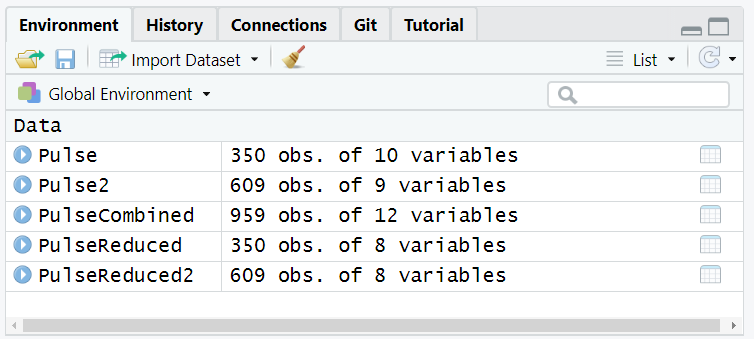 Environment History Connections Git Tutorial
Import Dataset List
Global Environment
Data
Pulse 350 obs. of 10 variables
Pulse2 609 obs. of 9 variables
PulseCombined 959 obs. of 12 variables
PulseReduced 350 obs. of 8 variables
PulseReduced2 609 obs. of 8 variables